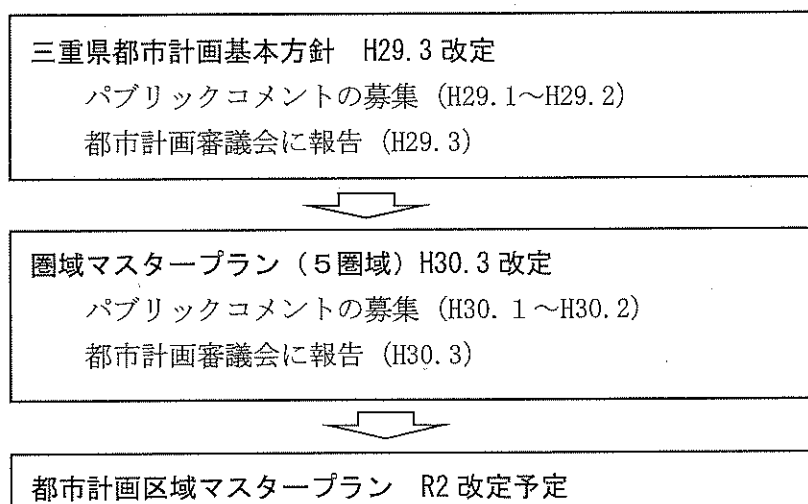 三重県都市計画基本方針　H29.3 改定
パブリックコメントの募集（H29.1～H29.2）
都市計画審議会に報告（H29.3）
圏域マスタープラン（５圏域）H30.3 改定
パブリックコメントの募集（H30.１～H30.2）
都市計画審議会に報告（H30.3）
都市計画区域マスタープラン　R2 改定予定